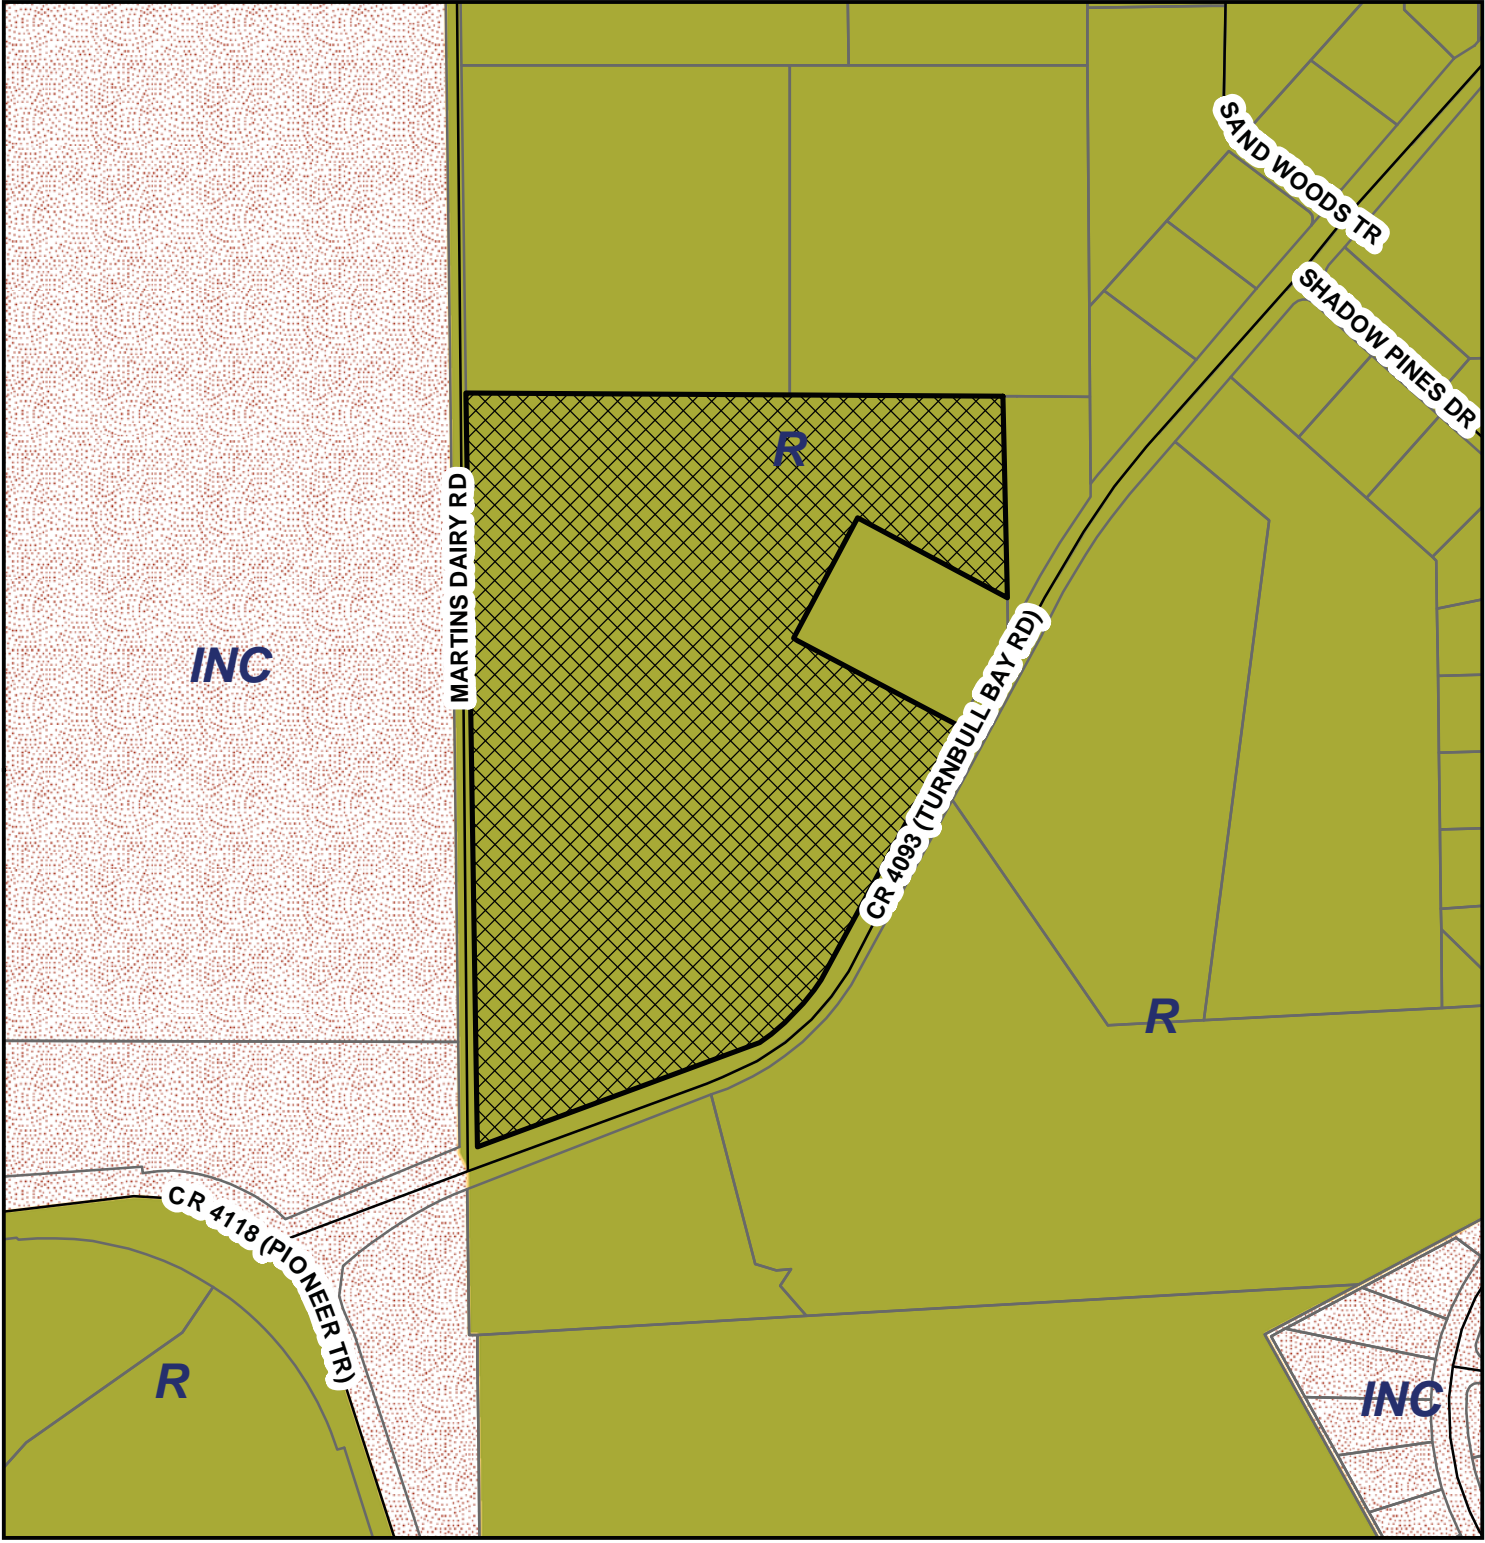 SAND WOODS TR
SHADOW PINES DR
R
MARTINS DAIRY RD
INC
CR 4093 (TURNBULL BAY RD)
R
CR 4118 (PIONEER TR)
R
INC